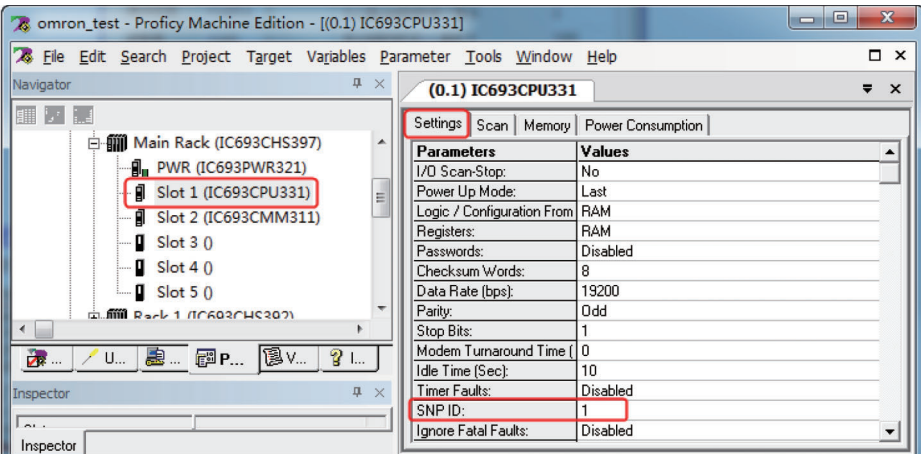 omron_test - Proficy Machine Edition - [(0.1) IC693CPU331]
File Edit Search Project Target Variables Parameter Tools Window Help
Navigator
Main Rack (IC693CHS397)
PWR (IC693PWR321)
Slot 1 (IC693CPU331)
Slot 2 (IC693CMM311)
Slot 3 ()
Slot 4 ()
Slot 5 ()
Rack 1 (IC693CHS392)
... U... ... P... V... I...
Inspector
Inspector
(0.1) IC693CPU331
Settings Scan Memory Power Consumption
Parameters Values
I/O Scan-Stop: No
Power Up Mode: Last
Logic / Configuration From RAM
Registers: RAM
Passwords: Disabled
Checksum Words: 8
Data Rate (bps): 19200
Parity: Odd
Stop Bits: 1
Modem Turnaround Time ( 0
Idle Time (Sec): 10
Timer Faults: Disabled
SNP ID: 1
Ignore Fatal Faults: Disabled